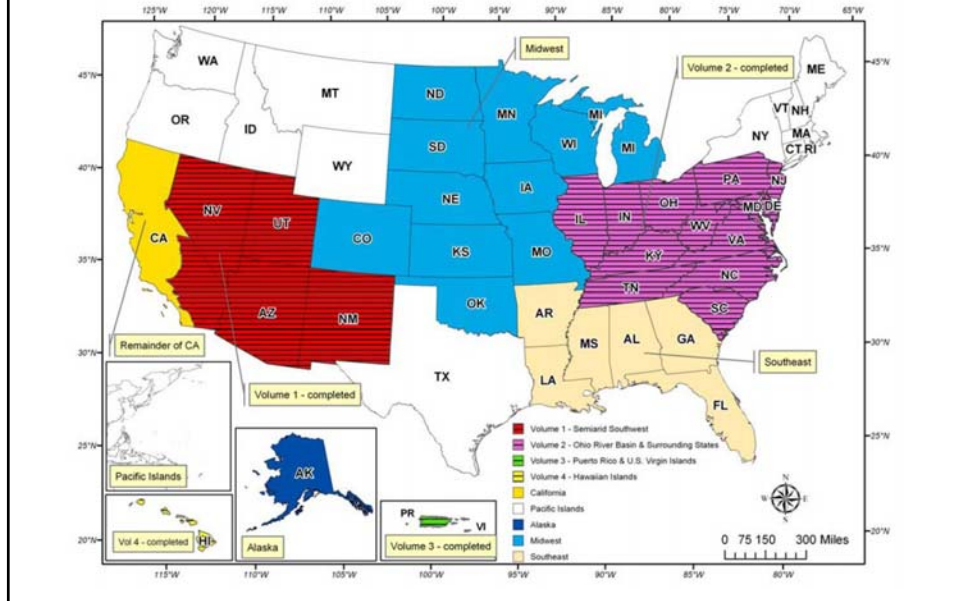 125°W 120°W 115°W 110°W 105°W 100°W 95°W 90°W 85°W 80°W 75°W 70°W 65°W
Midwest
Volume 2 - completed
45°N
45°N
40°N
40°N
35°N
35°N
30°N
30°N
25°N
25°N
20°N
20°N
WA
MT
ND
MN
ME
OR
ID
SD
WI
MI
MI
VT
NH
NY
MA
CT
RI
WY
NE
IA
PA
NJ
NV
UT
CO
KS
MO
IL
IN
OH
WV
MD
DE
VA
CA
KY
NC
TN
SC
AZ
NM
OK
AR
MS
AL
GA
TX
LA
FL
Remainder of CA
Volume 1 - completed
Southeast
Pacific Islands
AK
Alaska
HI
Vol 4 - completed
PR
VI
Volume 3 - completed
Volume 1 - Semiarid Southwest
Volume 2 - Ohio River Basin & Surrounding States
Volume 3 - Puerto Rico & U.S. Virgin Islands
Volume 4 - Hawaiian Islands
California
Pacific Islands
Alaska
Midwest
Southeast
N
W
E
S
0 75 150 300 Miles
115°W 110°W 105°W 100°W 95°W 90°W 85°W 80°W